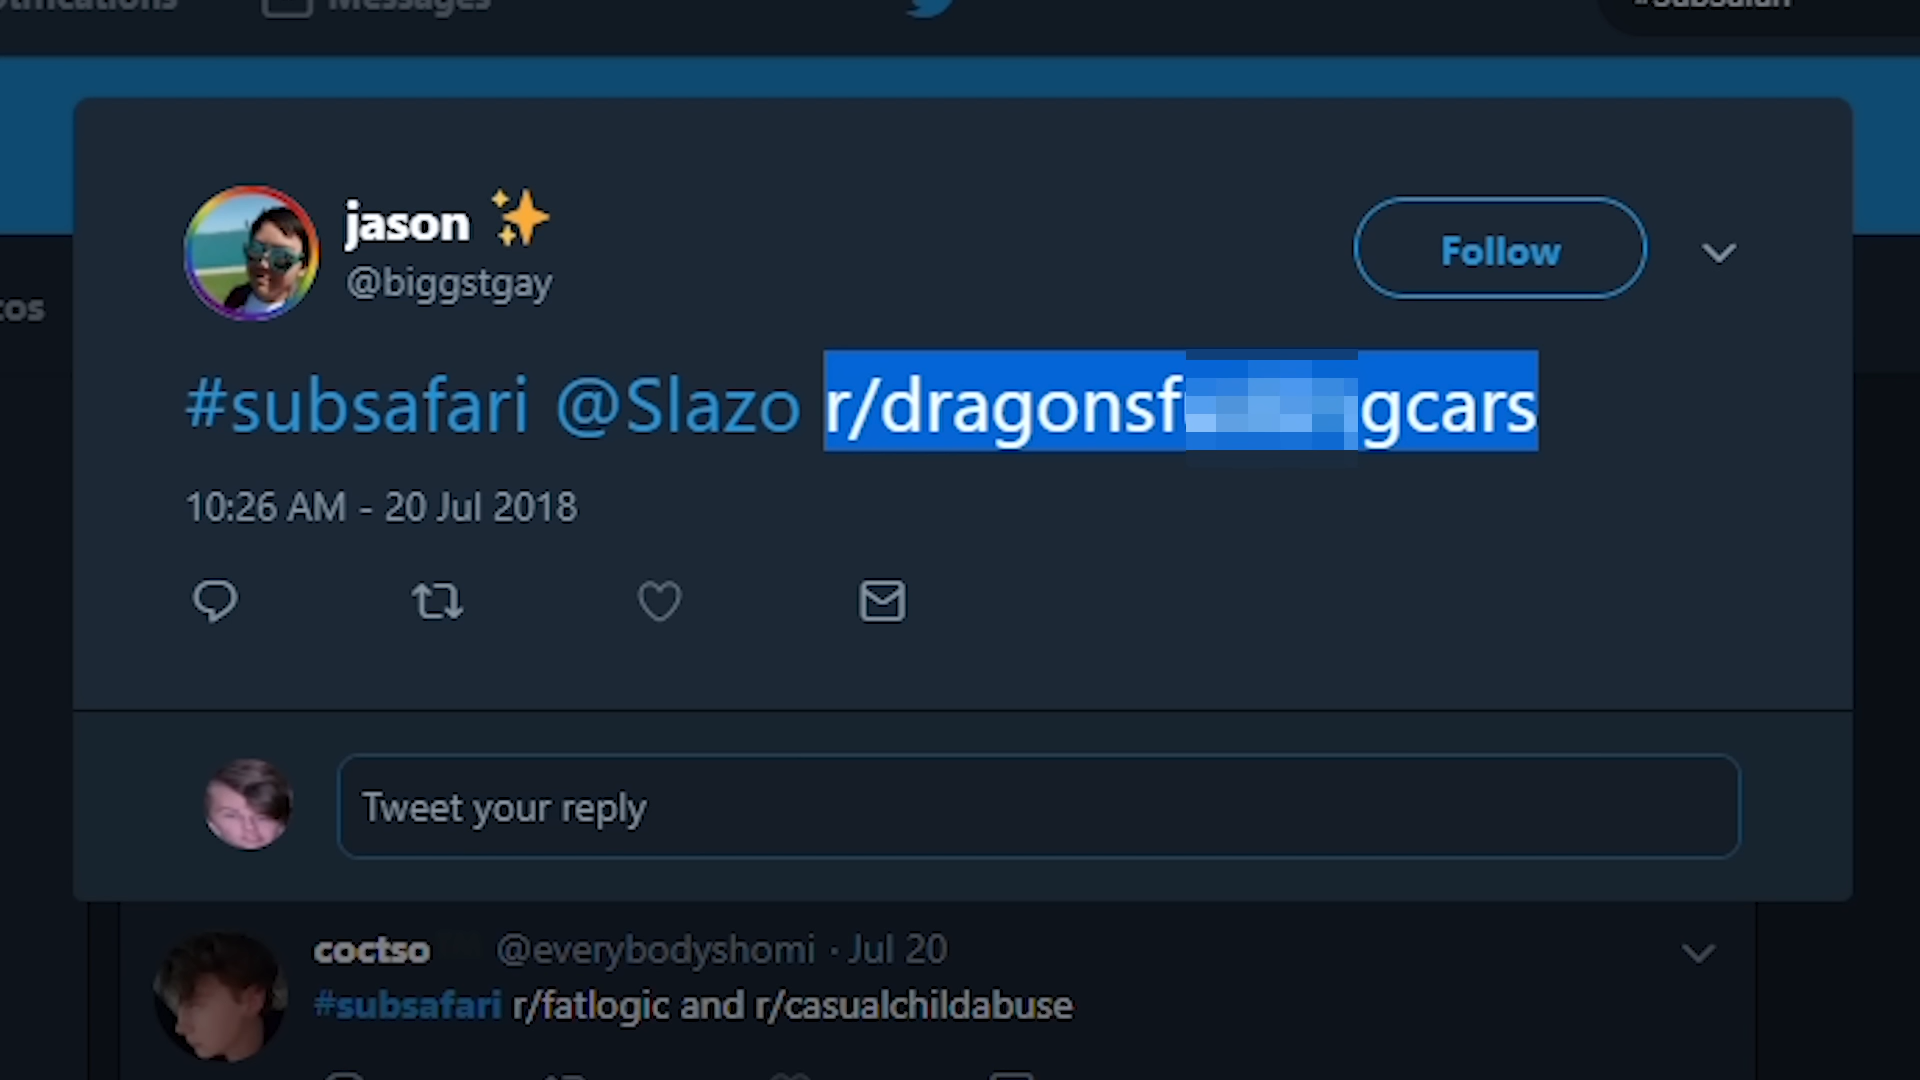 Messages
jason ✨
@biggstgay
Follow
#subsafari @Slazo r/dragonsf gcars
10:26 AM - 20 Jul 2018
Tweet your reply
coctso @everybodyshomi · Jul 20
#subsafari r/fatlogic and r/casualchildabuse